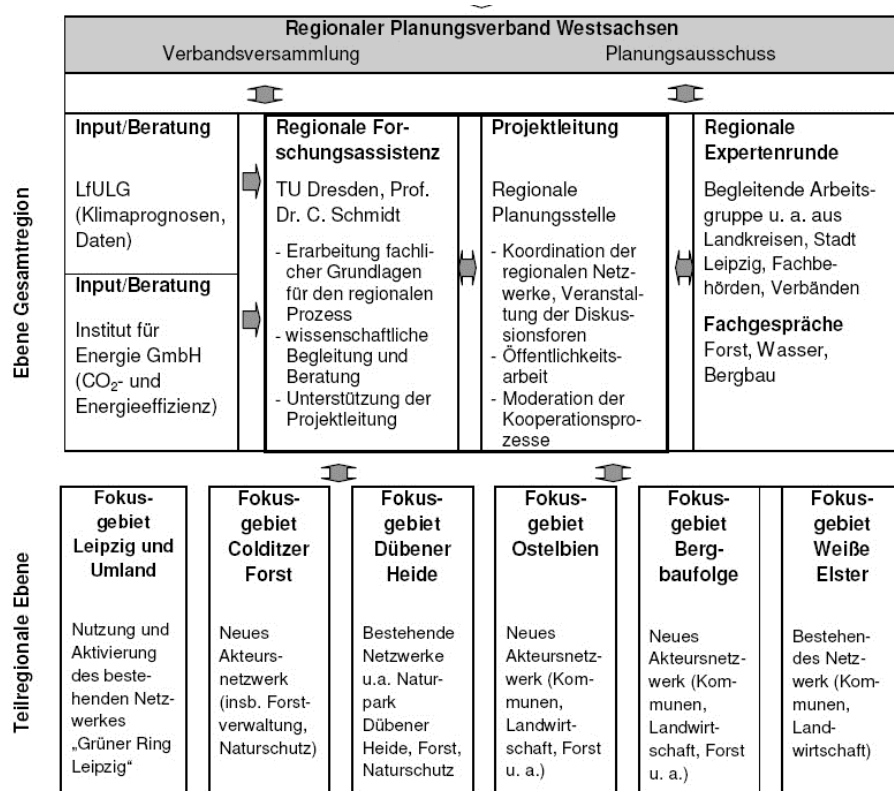 Regionaler Planungsverband Westsachsen
Verbandsversammlung
Planungsausschuss
Ebene Gesamtregion
Input/Beratung
LfULG
(Klimaprognosen,
Daten)
Input/Beratung
Institut für
Energie GmbH
(CO₂- und
Energieeffizienz)
Regionale For-
schungsassistenz
TU Dresden, Prof.
Dr. C. Schmidt
- Erarbeitung fachli-
cher Grundlagen
für den regionalen
Prozess
- wissenschaftliche
Begleitung und
Beratung
- Unterstützung der
Projektleitung
Projektleitung
Regionale
Planungsstelle
- Koordination der
regionalen Netz-
werke, Veranstal-
tung der Diskus-
sionsforen
- Öffentlichkeits-
arbeit
- Moderation der
Kooperationspro-
zesse
Regionale
Expertenrunde
Begleitende Arbeits-
gruppe u. a. aus
Landkreisen, Stadt
Leipzig, Fachbe-
hörden, Verbänden
Fachgespräche
Forst, Wasser,
Bergbau
Teilregionale Ebene
Fokus-
gebiet
Leipzig und
Umland
Nutzung und
Aktivierung
des beste-
henden Netz-
werkes
„Grüner Ring
Leipzig“
Fokus-
gebiet
Colditzer
Forst
Neues
Akteurs-
netzwerk
(insb. Forst-
verwaltung,
Naturschutz)
Fokus-
gebiet
Dübener
Heide
Bestehende
Netzwerke
u.a. Natur-
park
Dübener
Heide, Forst,
Naturschutz
Fokus-
gebiet
Ostelbien
Neues
Akteursnetz-
werk (Kom-
munen,
Landwirt-
schaft, Forst
u. a.)
Fokus-
gebiet
Berg-
baufolge
Neues
Akteursnetz-
werk (Kom-
munen,
Landwirt-
schaft, Forst
u. a.)
Fokus-
gebiet
Weiße
Elster
Bestehen-
des Netz-
werk (Kom-
munen,
Land-
wirtschaft)